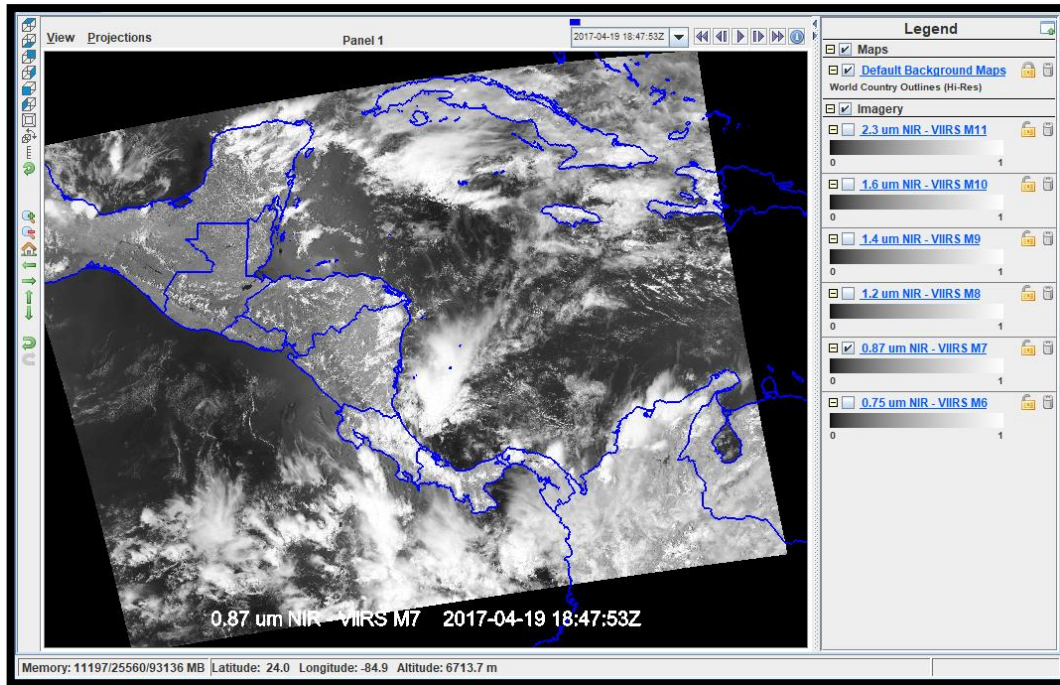 View Projections
Panel 1
2017-04-19 18:47:53Z
Legend
Maps
Default Background Maps
World Country Outlines (Hi-Res)
Imagery
2.3 um NIR - VIIRS M11
0 1
1.6 um NIR - VIIRS M10
0 1
1.4 um NIR - VIIRS M9
0 1
1.2 um NIR - VIIRS M8
0 1
0.87 um NIR - VIIRS M7
0 1
0.75 um NIR - VIIRS M6
0 1
0.87 um NIR - VIIRS M7 2017-04-19 18:47:53Z
Memory: 11197/25560/93136 MB Latitude: 24.0 Longitude: -84.9 Altitude: 6713.7 m